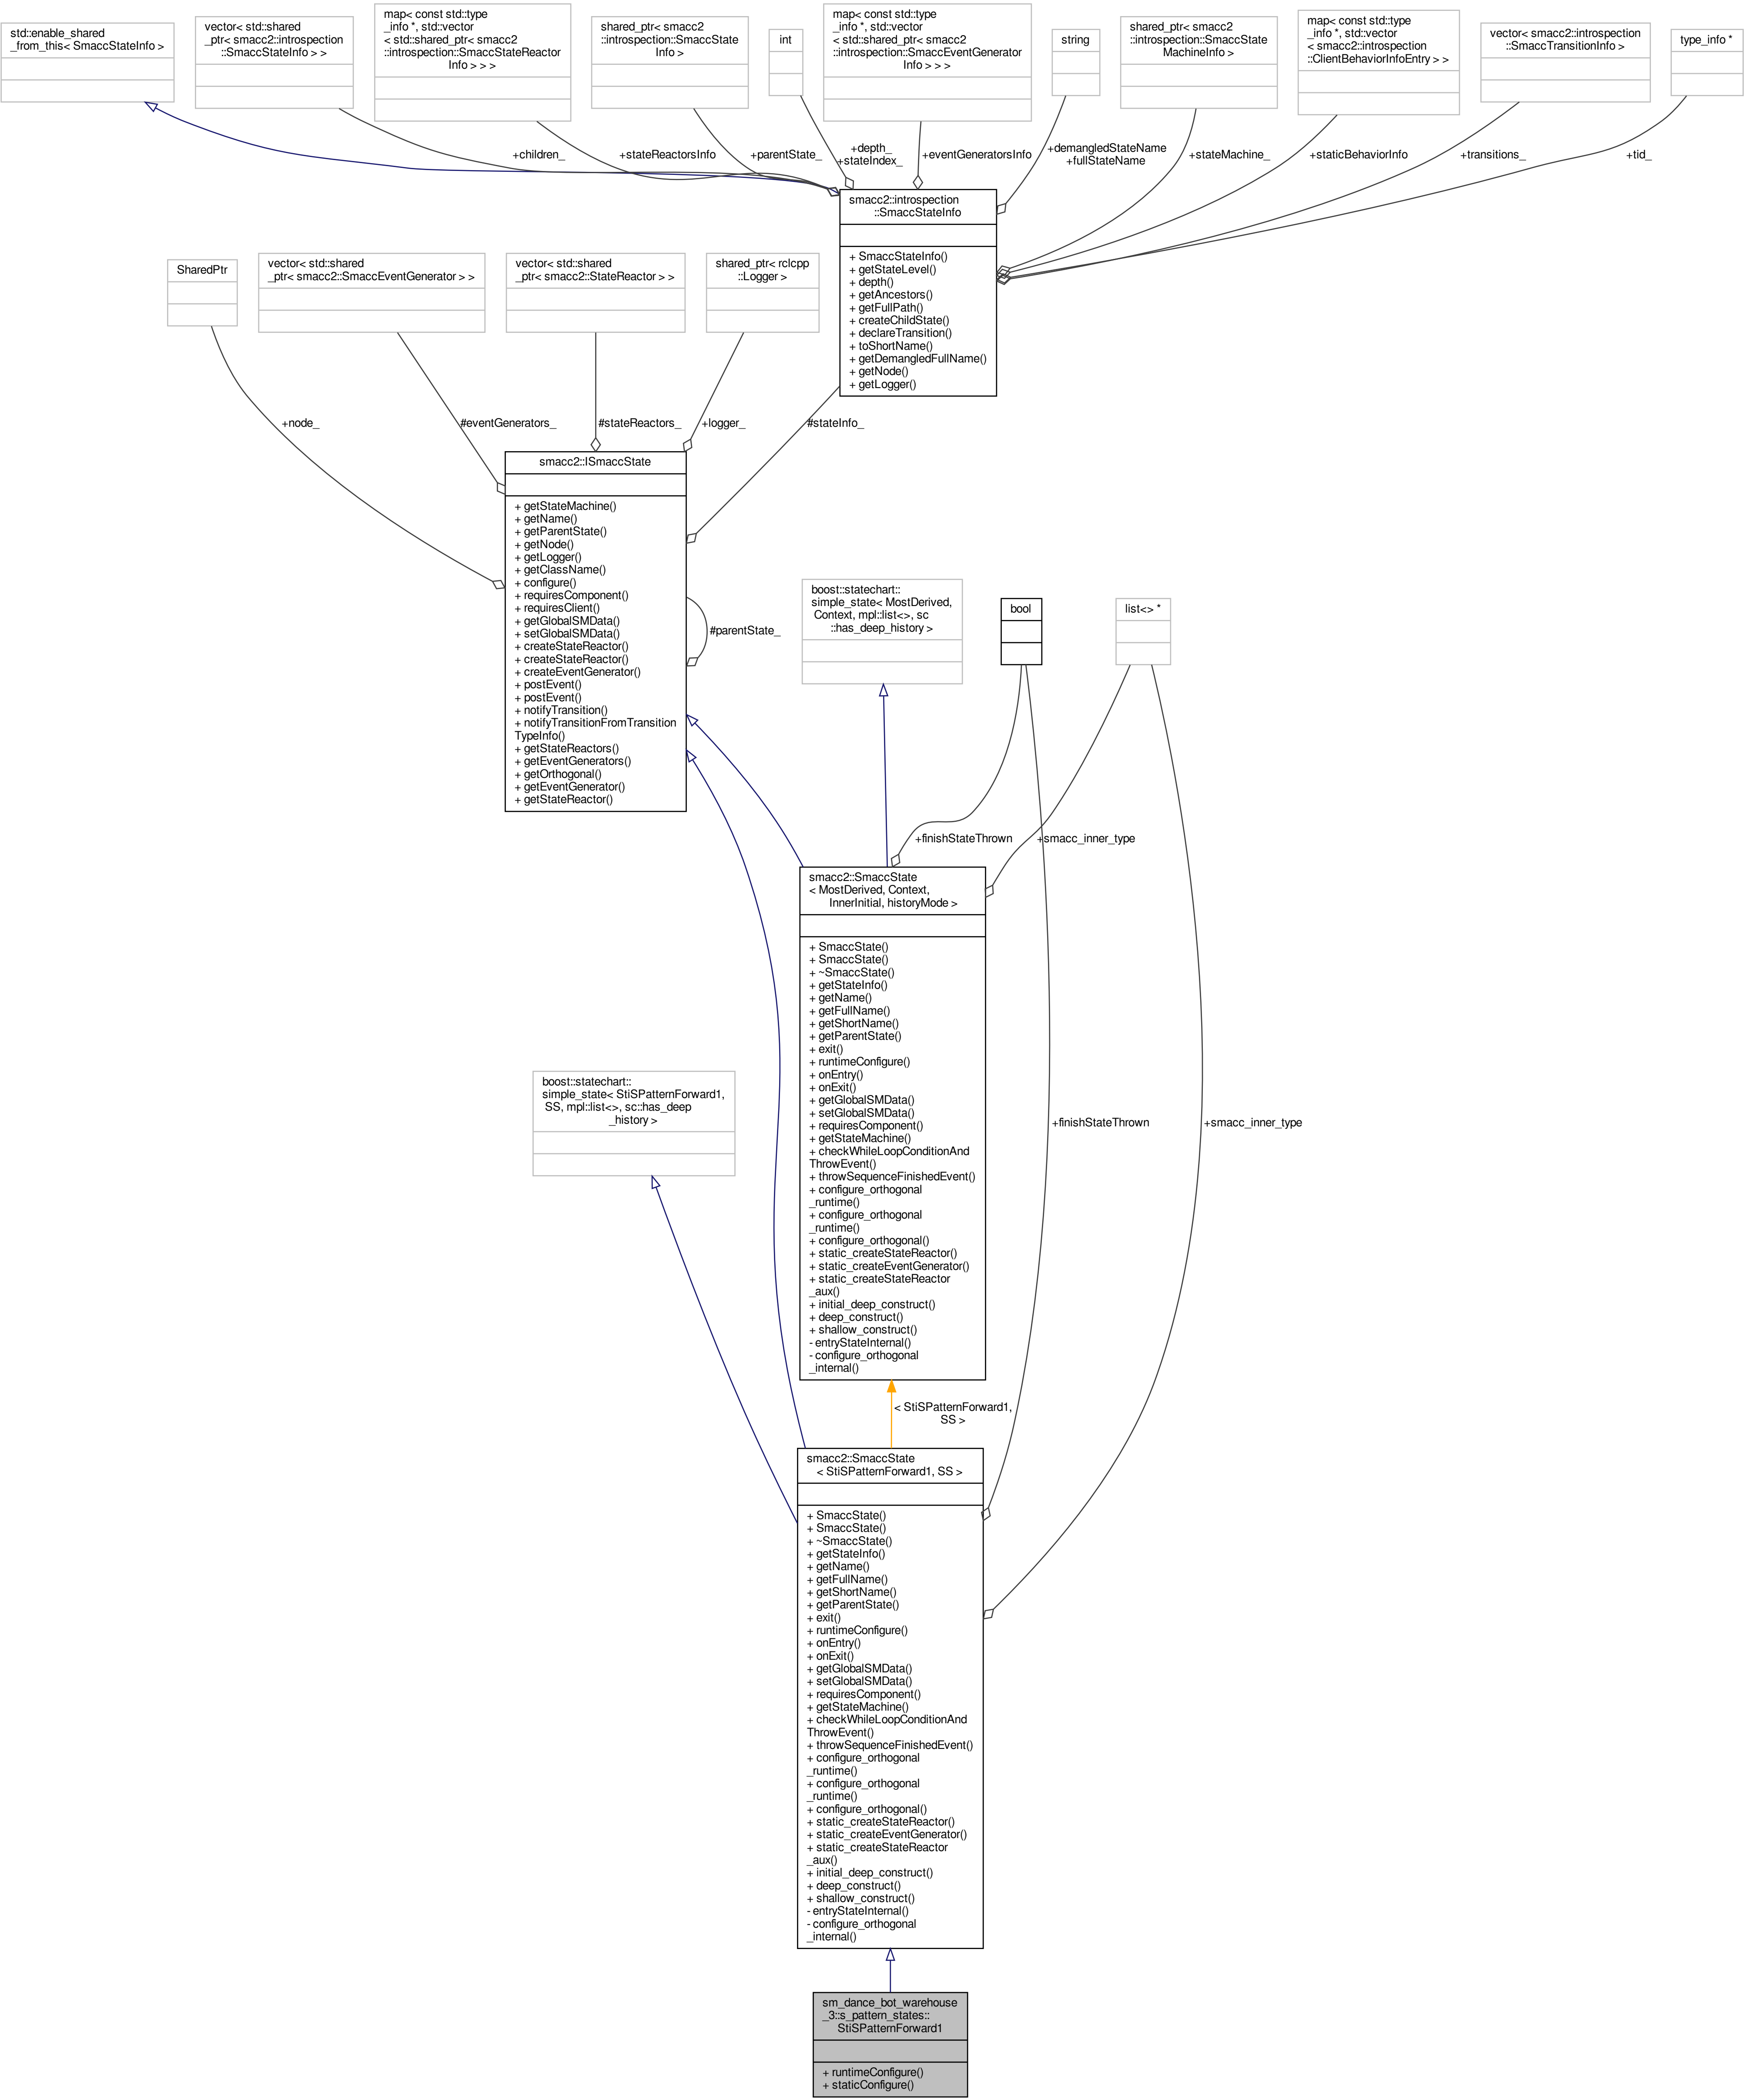 std::enable_shared
_from_this< SmaccStateInfo >
vector< std::shared
_ptr< smacc2::introspection
::SmaccStateInfo > >
map< const std::type
_info *, std::vector
< std::shared_ptr< smacc2
::introspection::SmaccStateReactor
Info > > >
shared_ptr< smacc2
::introspection::SmaccState
Info >
int
map< const std::type
_info *, std::vector
< std::shared_ptr< smacc2
::introspection::SmaccEventGenerator
Info > > >
string
shared_ptr< smacc2
::introspection::SmaccState
MachineInfo >
map< const std::type
_info *, std::vector
< smacc2::introspection
::ClientBehaviorInfoEntry > >
vector< smacc2::introspection
::SmaccTransitionInfo >
type_info *
+children_
+stateReactorsInfo
+parentState_
+depth_
+stateIndex_
+eventGeneratorsInfo
+demangledStateName
+fullStateName
+stateMachine_
+staticBehaviorInfo
+transitions_
+tid_
smacc2::introspection
::SmaccStateInfo
+ SmaccStateInfo()
+ getStateLevel()
+ depth()
+ getAncestors()
+ getFullPath()
+ createChildState()
+ declareTransition()
+ toShortName()
+ getDemangledFullName()
+ getNode()
+ getLogger()
SharedPtr
vector< std::shared
_ptr< smacc2::SmaccEventGenerator > >
vector< std::shared
_ptr< smacc2::StateReactor > >
shared_ptr< rclcpp
::Logger >
+node_
#eventGenerators_
#stateReactors_
+logger_
#stateInfo_
smacc2::ISmaccState
+ getStateMachine()
+ getName()
+ getParentState()
+ getNode()
+ getLogger()
+ getClassName()
+ configure()
+ requiresComponent()
+ requiresClient()
+ getGlobalSMData()
+ setGlobalSMData()
+ createStateReactor()
+ createStateReactor()
+ createEventGenerator()
+ postEvent()
+ postEvent()
+ notifyTransition()
+ notifyTransitionFromTransition
TypeInfo()
+ getStateReactors()
+ getEventGenerators()
+ getOrthogonal()
+ getEventGenerator()
+ getStateReactor()
#parentState_
boost::statechart::
simple_state< MostDerived,
Context, mpl::list<>, sc
::has_deep_history >
bool
list<> *
+finishStateThrown
+smacc_inner_type
smacc2::SmaccState
< MostDerived, Context,
InnerInitial, historyMode >
+ SmaccState()
+ SmaccState()
+ ~SmaccState()
+ getStateInfo()
+ getName()
+ getFullName()
+ getShortName()
+ getParentState()
+ exit()
+ runtimeConfigure()
+ onEntry()
+ onExit()
+ getGlobalSMData()
+ setGlobalSMData()
+ requiresComponent()
+ getStateMachine()
+ checkWhileLoopConditionAnd
ThrowEvent()
+ throwSequenceFinishedEvent()
+ configure_orthogonal
_runtime()
+ configure_orthogonal
_runtime()
+ configure_orthogonal()
+ static_createStateReactor()
+ static_createEventGenerator()
+ static_createStateReactor
_aux()
+ initial_deep_construct()
+ deep_construct()
+ shallow_construct()
- entryStateInternal()
- configure_orthogonal
_internal()
boost::statechart::
simple_state< StiSPatternForward1,
SS, mpl::list<>, sc::has_deep
_history >
+finishStateThrown
+smacc_inner_type
< StiSPatternForward1,
SS >
smacc2::SmaccState
< StiSPatternForward1, SS >
+ SmaccState()
+ SmaccState()
+ ~SmaccState()
+ getStateInfo()
+ getName()
+ getFullName()
+ getShortName()
+ getParentState()
+ exit()
+ runtimeConfigure()
+ onEntry()
+ onExit()
+ getGlobalSMData()
+ setGlobalSMData()
+ requiresComponent()
+ getStateMachine()
+ checkWhileLoopConditionAnd
ThrowEvent()
+ throwSequenceFinishedEvent()
+ configure_orthogonal
_runtime()
+ configure_orthogonal
_runtime()
+ configure_orthogonal()
+ static_createStateReactor()
+ static_createEventGenerator()
+ static_createStateReactor
_aux()
+ initial_deep_construct()
+ deep_construct()
+ shallow_construct()
- entryStateInternal()
- configure_orthogonal
_internal()
sm_dance_bot_warehouse
_3::s_pattern_states::
StiSPatternForward1
+ runtimeConfigure()
+ staticConfigure()